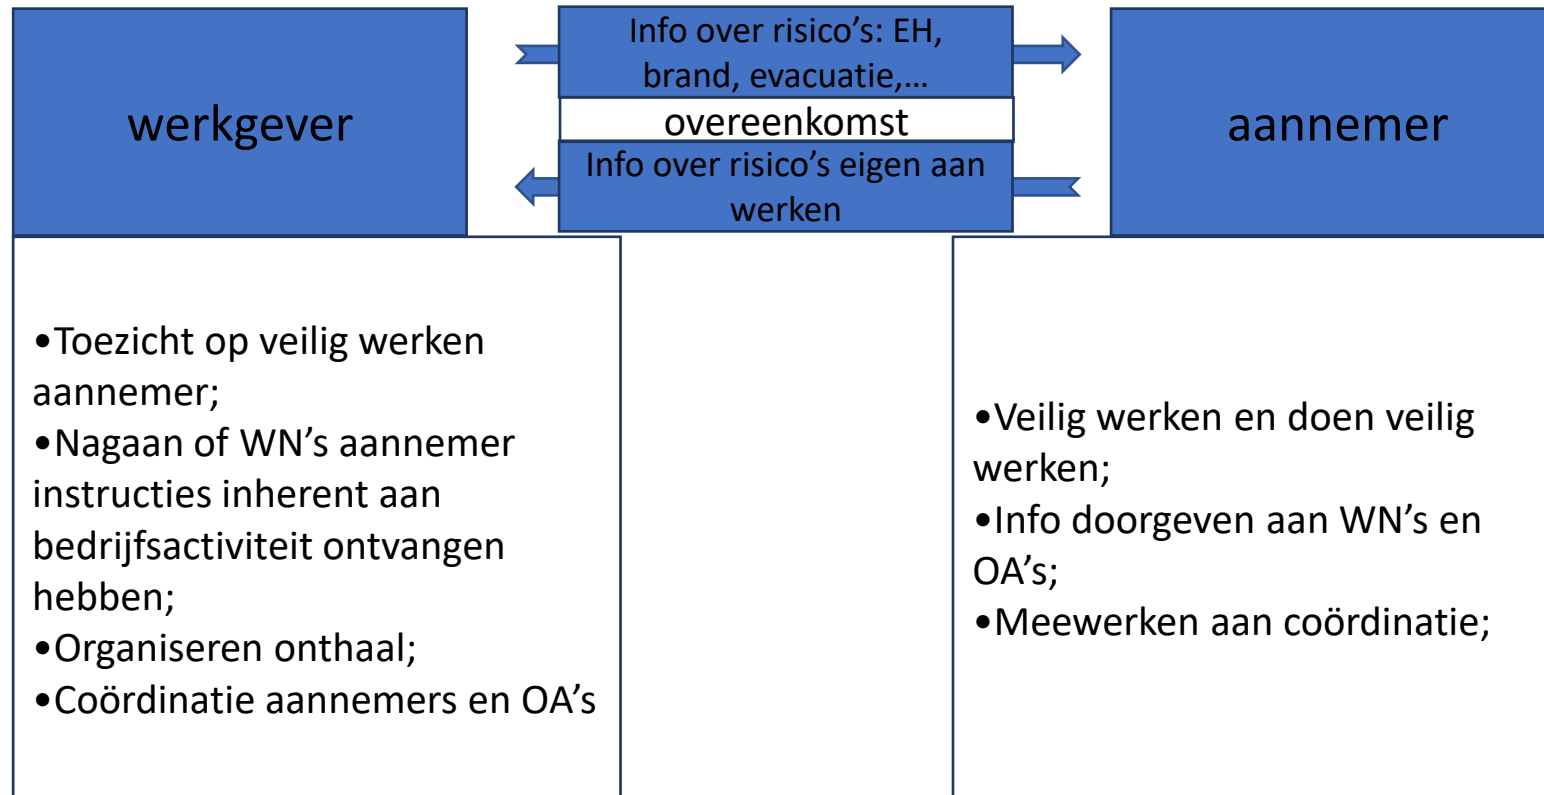 werkgever
Info over risico's: EH,
brand, evacuatie,...
overeenkomst
Info over risico's eigen aan
werken
aannemer
•Toezicht op veilig werken
aannemer;
•Nagaan of WN's aannemer
instructies inherent aan
bedrijfsactiviteit ontvangen
hebben;
•Organiseren onthaal;
•Coördinatie aannemers en OA's
•Veilig werken en doen veilig
werken;
•Info doorgeven aan WN's en
OA's;
•Meewerken aan coördinatie;